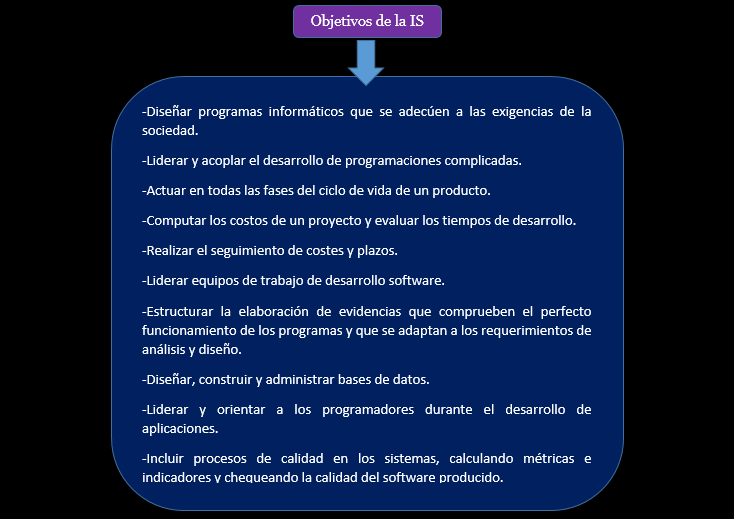 Objetivos de la IS
-Diseñar programas informáticos que se adecúen a las exigencias de la
sociedad.
-Liderar y acoplar el desarrollo de programaciones complicadas.
-Actuar en todas las fases del ciclo de vida de un producto.
-Computar los costos de un proyecto y evaluar los tiempos de desarrollo.
-Realizar el seguimiento de costes y plazos.
-Liderar equipos de trabajo de desarrollo software.
-Estructurar la elaboración de evidencias que comprueben el perfecto
funcionamiento de los programas y que se adaptan a los requerimientos de
análisis y diseño.
-Diseñar, construir y administrar bases de datos.
-Liderar y orientar a los programadores durante el desarrollo de
aplicaciones.
-Incluir procesos de calidad en los sistemas, calculando métricas e
indicadores y chequeando la calidad del software producido.